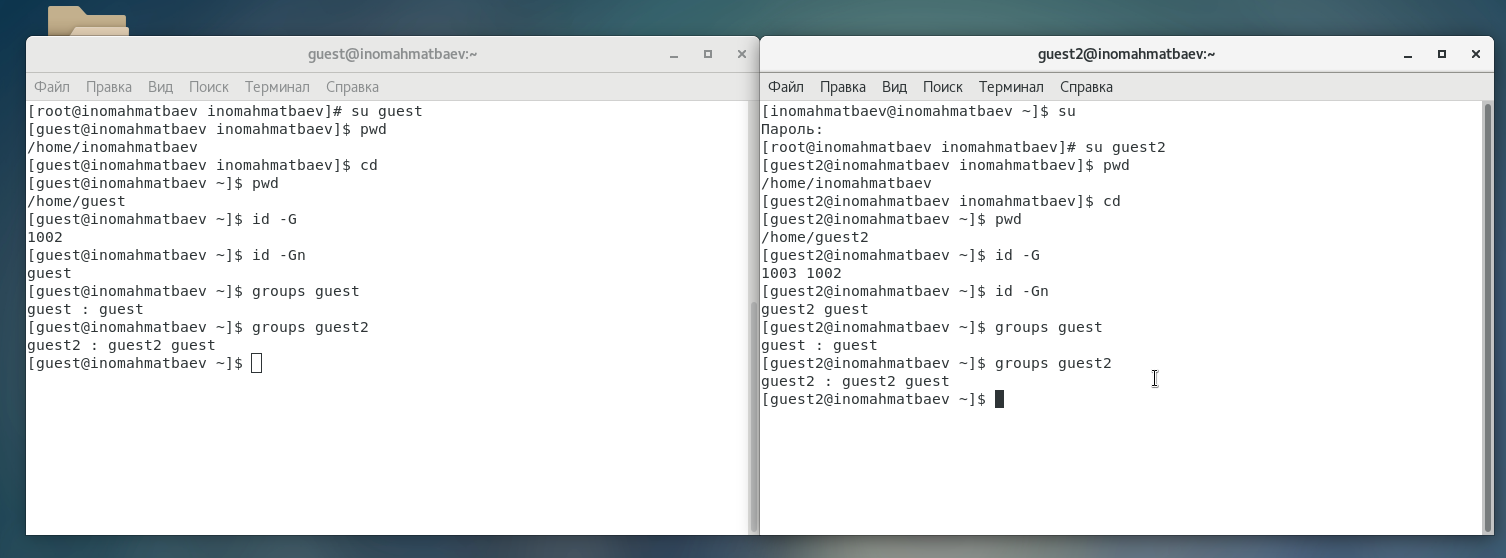 guest@inomahmatbaev:~
Файл Правка Вид Поиск Терминал Справка
[root@inomahmatbaev inomahmatbaev]# su guest
[guest@inomahmatbaev inomahmatbaev]$ pwd
/home/inomahmatbaev
[guest@inomahmatbaev inomahmatbaev]$ cd
[guest@inomahmatbaev ~]$ pwd
/home/guest
[guest@inomahmatbaev ~]$ id -G
1002
[guest@inomahmatbaev ~]$ id -Gn
guest
[guest@inomahmatbaev ~]$ groups guest
guest : guest
[guest@inomahmatbaev ~]$ groups guest2
guest2 : guest2 guest
[guest@inomahmatbaev ~]$
guest2@inomahmatbaev:~
Файл Правка Вид Поиск Терминал Справка
[inomahmatbaev@inomahmatbaev ~]$ su
Пароль:
[root@inomahmatbaev inomahmatbaev]# su guest2
[guest2@inomahmatbaev inomahmatbaev]$ pwd
/home/inomahmatbaev
[guest2@inomahmatbaev inomahmatbaev]$ cd
[guest2@inomahmatbaev ~]$ pwd
/home/guest2
[guest2@inomahmatbaev ~]$ id -G
1003 1002
[guest2@inomahmatbaev ~]$ id -Gn
guest2 guest
[guest2@inomahmatbaev ~]$ groups guest
guest : guest
[guest2@inomahmatbaev ~]$ groups guest2
guest2 : guest2 guest
[guest2@inomahmatbaev ~]$